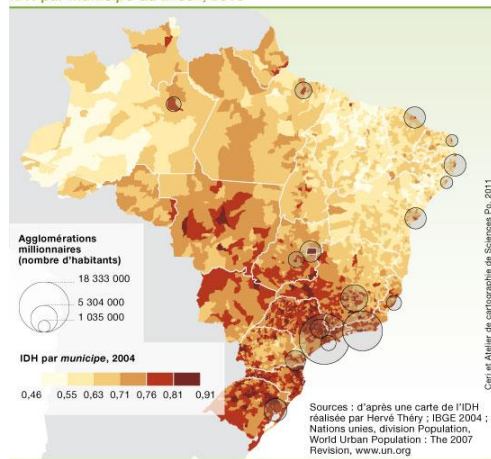 Agglomérations
millionnaires
(nombre d'habitants)
18 333 000
5 304 000
1 035 000
IDH par municipe, 2004
0,46 0,55 0,63 0,71 0,76 0,81 0,91
Sources : d'après une carte de l'IDH
réalisée par Hervé Théry ; IBGE 2004 ;
Nations unies, division Population,
World Urban Population : The 2007
Revision, www.un.org
Ceri et Atelier de cartographie de Sciences Po, 2011